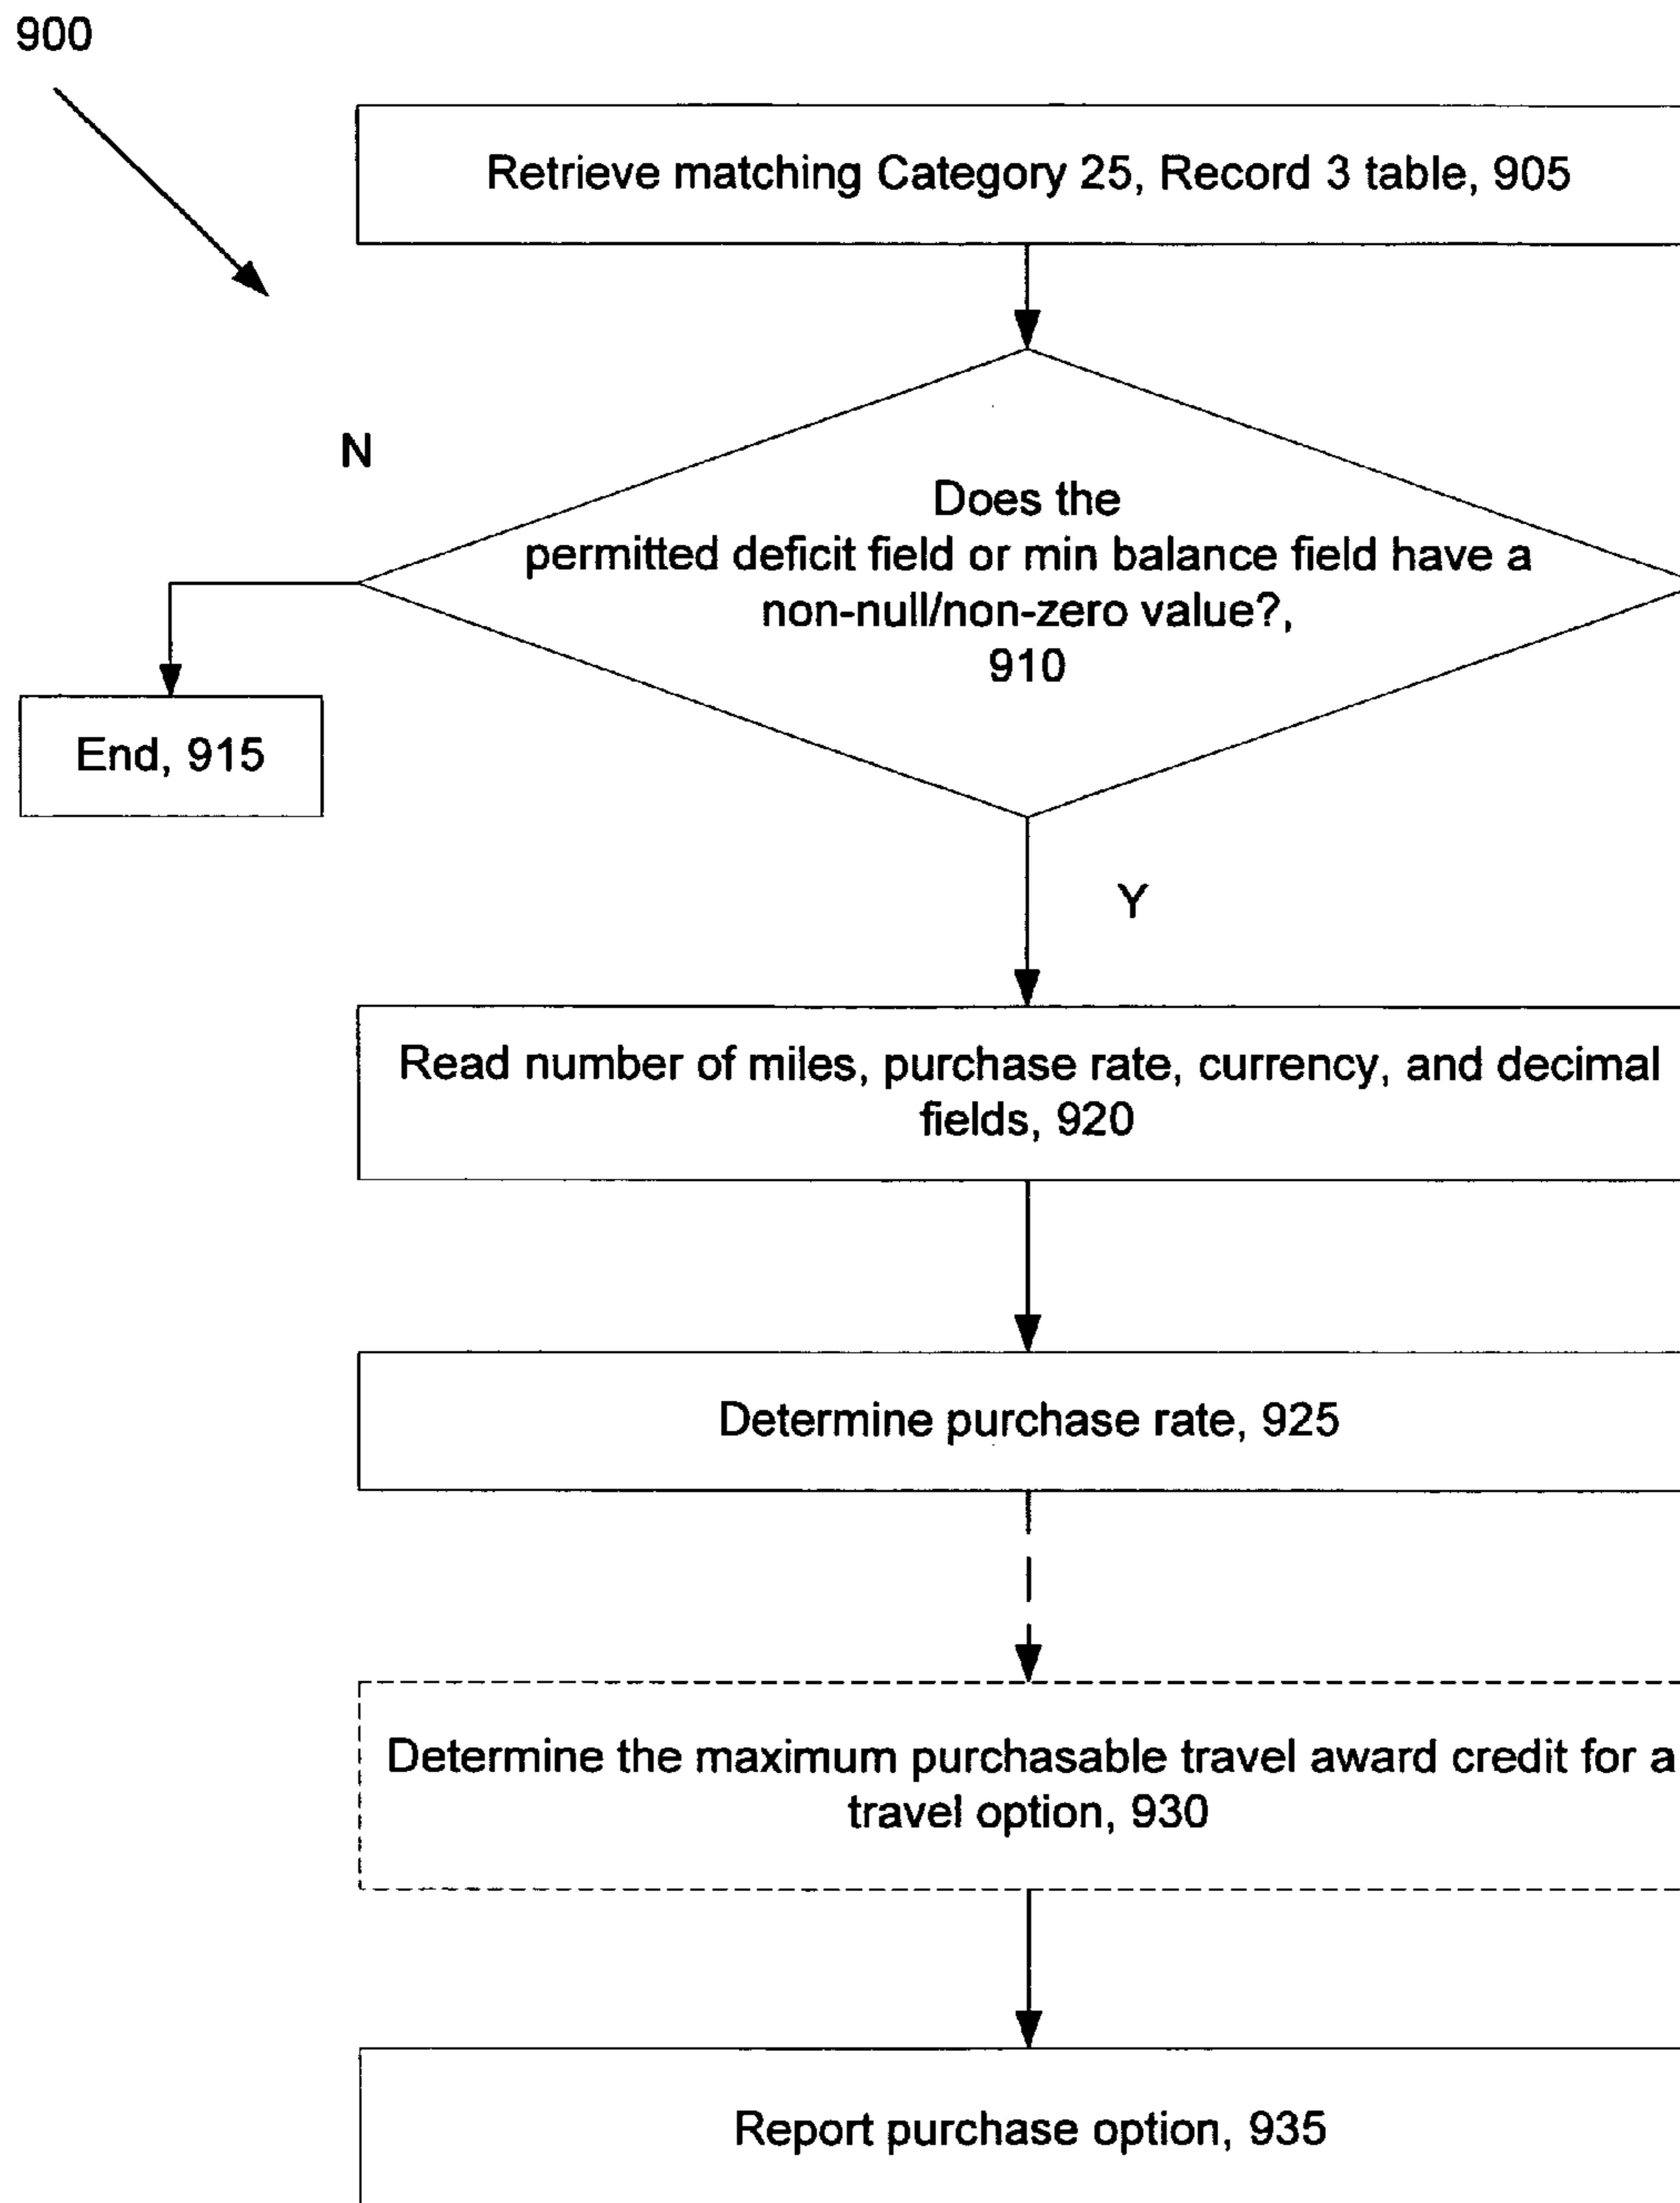 900
Retrieve matching Category 25, Record 3 table, 905
N
Does the
permitted deficit field or min balance field have a
non-null/non-zero value?,
910
End, 915
Y
Read number of miles, purchase rate, currency, and decimal
fields, 920
Determine purchase rate, 925
Determine the maximum purchasable travel award credit for a
travel option, 930
Report purchase option, 935